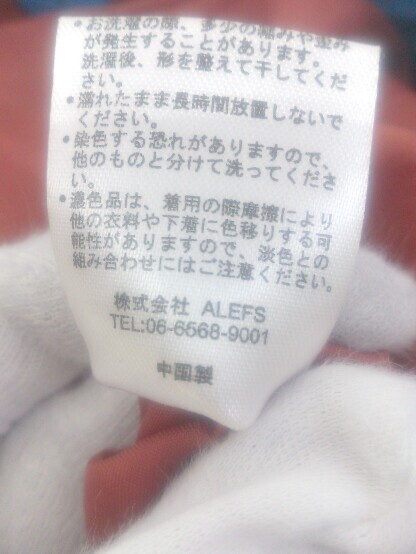 •お洗濯の際、多少の縮みや歪み
が発生することがあります。
洗濯後、形を整えて干してくだ
さい。
•濡れたまま長時間放置しないで
ください。
•染色する恐れがありますので、
他のものと分けて洗ってくださ
い。
•濃色品は、着用の際摩擦により
他の衣料や下着に色移りする可
能性がありますので、淡色との
組み合わせにはご注意ください。
株式会社 ALEFS
TEL:06-6568-9001
中国製